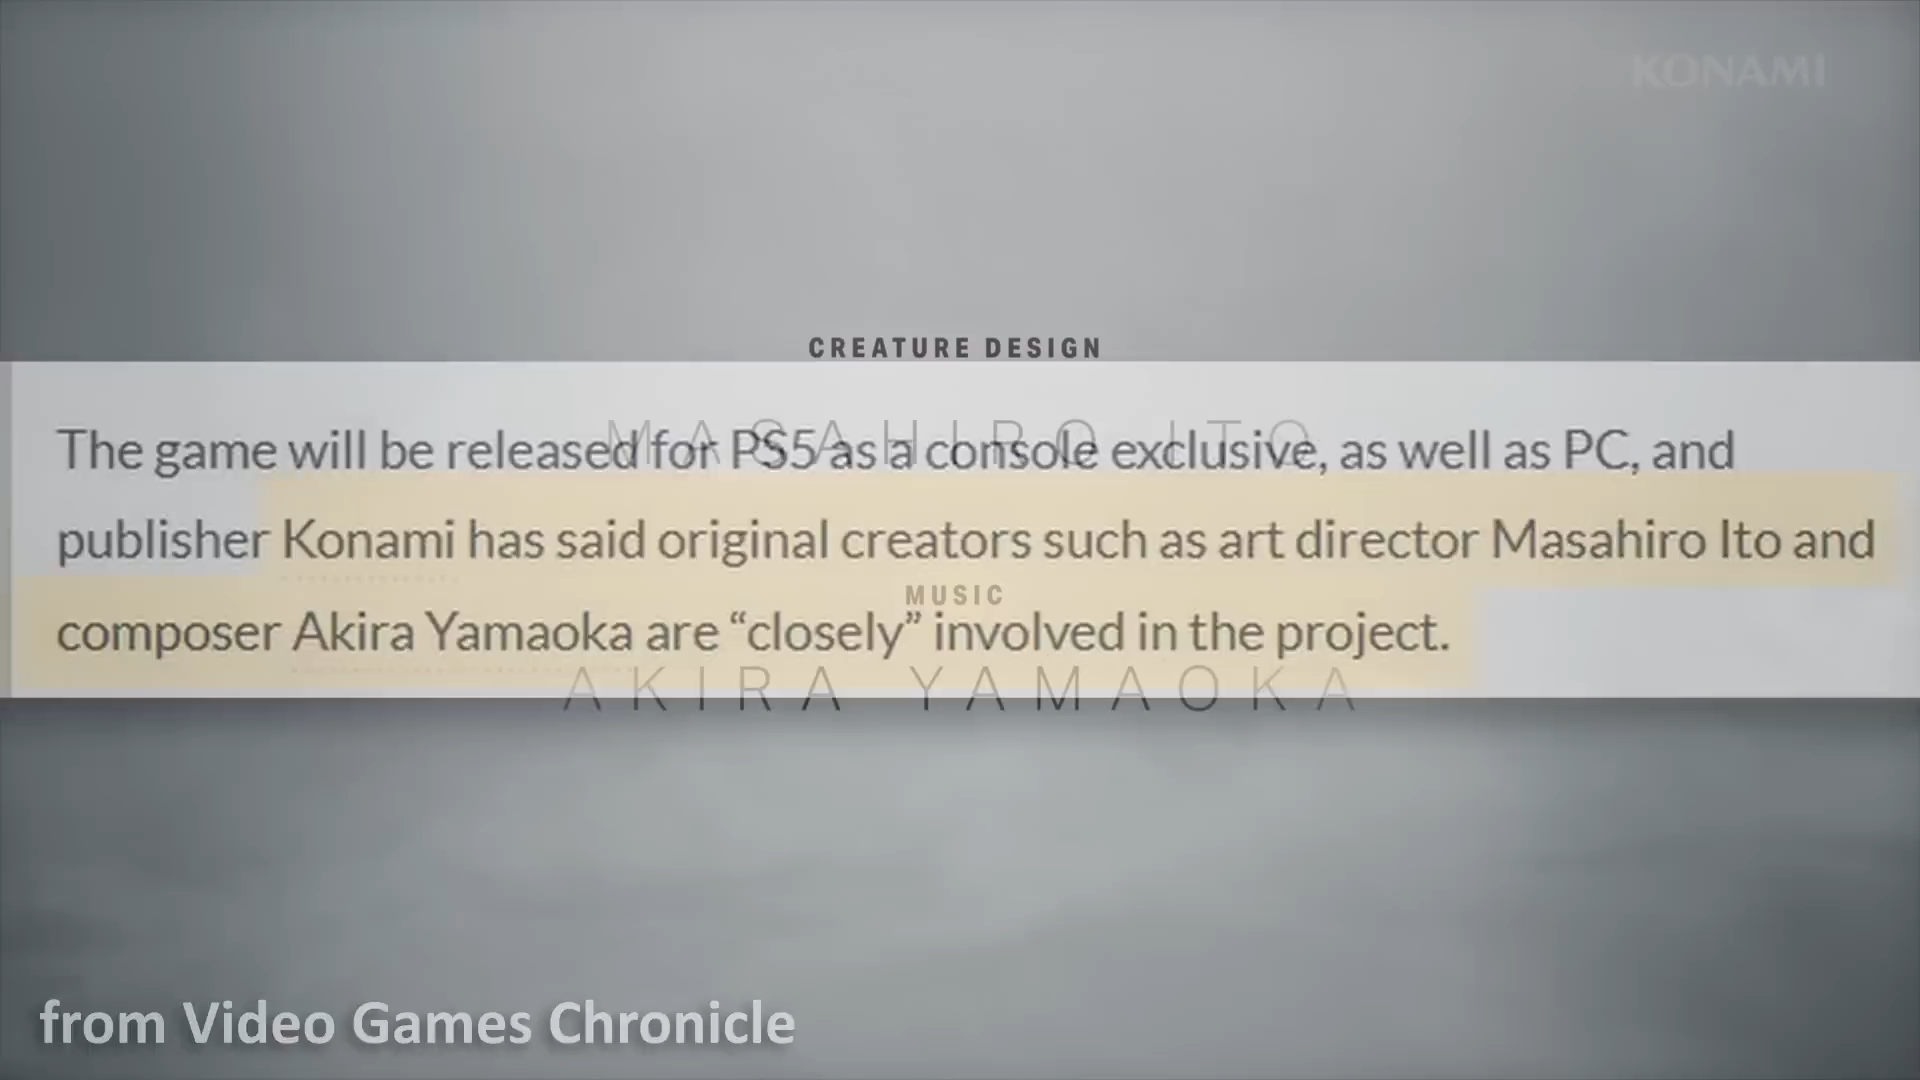 KONAMI
CREATURE DESIGN
MASAHIRO ITO
The game will be released for PS5 as a console exclusive, as well as PC, and
publisher Konami has said original creators such as art director Masahiro Ito and
MUSIC
composer Akira Yamaoka are “closely” involved in the project.
AKIRA YAMAOKA
from Video Games Chronicle